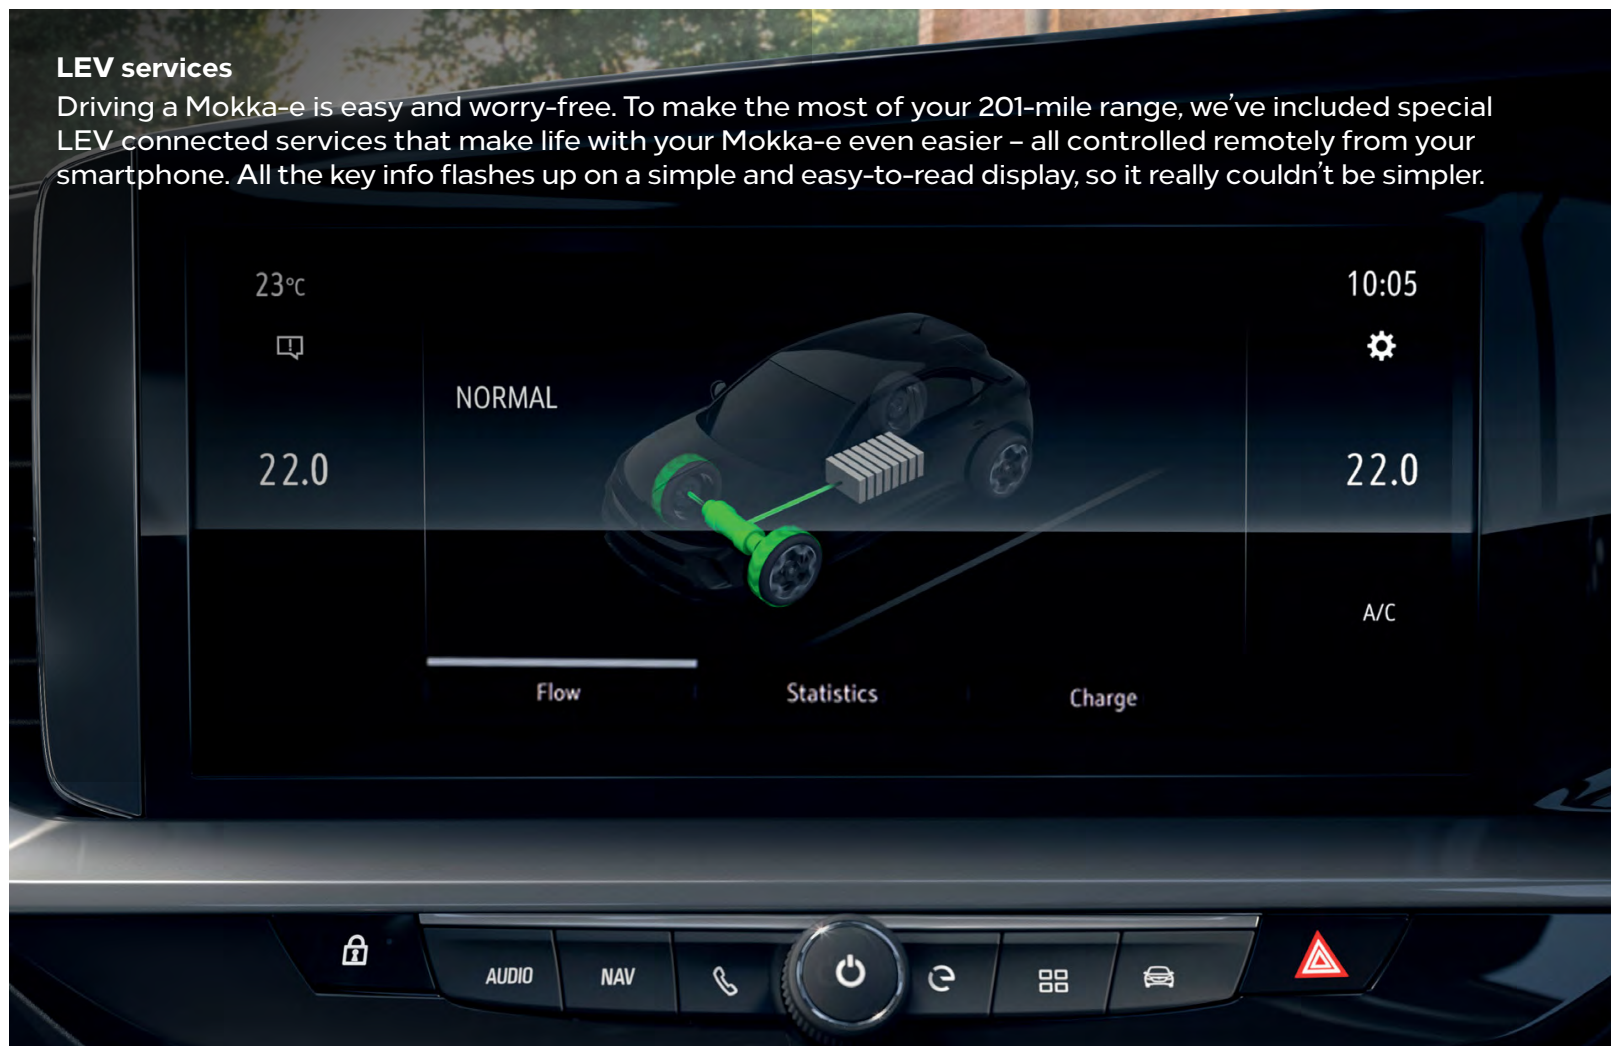 LEV services
Driving a Mokka-e is easy and worry-free. To make the most of your 201-mile range, we’ve included special
LEV connected services that make life with your Mokka-e even easier – all controlled remotely from your
smartphone. All the key info flashes up on a simple and easy-to-read display, so it really couldn’t be simpler.
23°C
10:05
NORMAL
22.0
22.0
A/C
Flow
Statistics
Charge
AUDIO
NAV